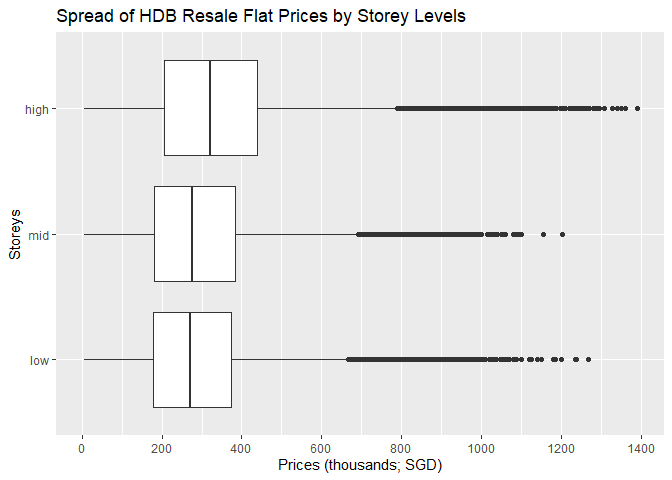 Spread of HDB Resale Flat Prices by Storey Levels
high
mid
low
Storeys
0 200 400 600 800 1000 1200 1400
Prices (thousands; SGD)